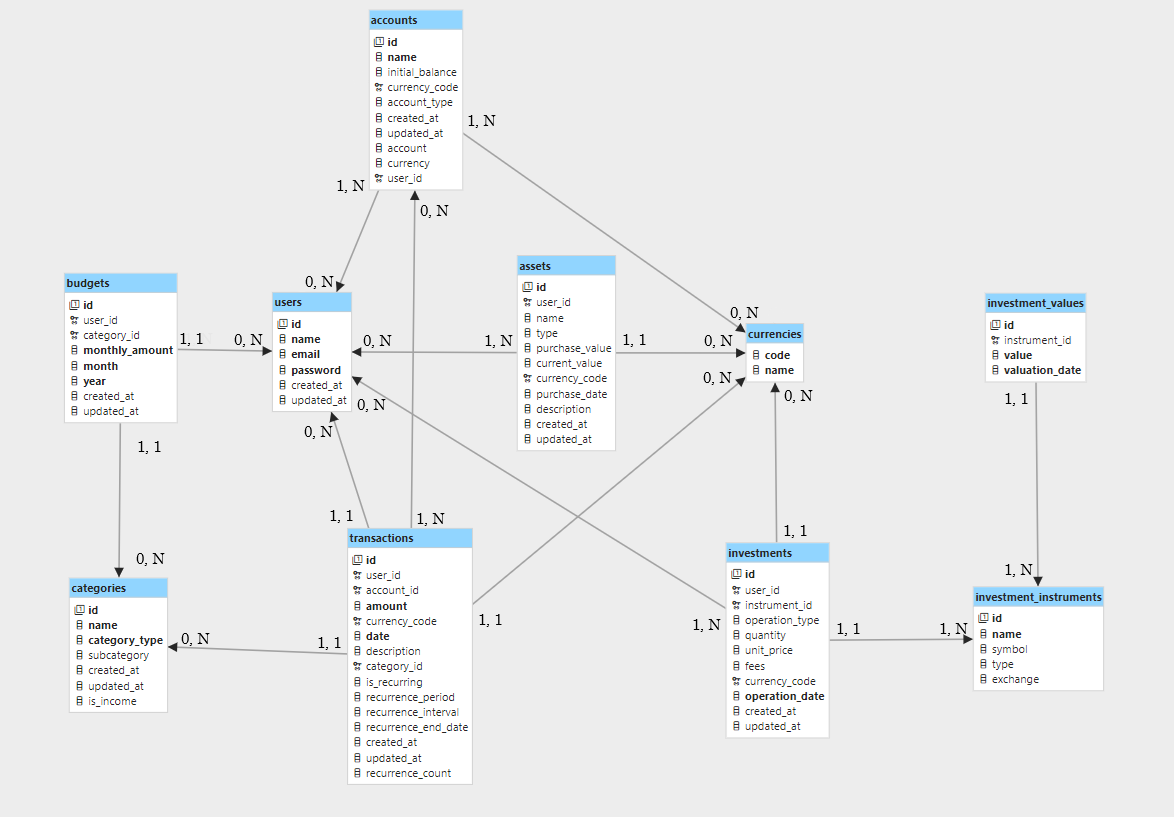 accounts
id
name
initial_balance
currency_code
account_type
created_at
updated_at
account
currency
user_id
1, N
1, N
0, N
budgets
id
user_id
category_id
monthly_amount
month
year
created_at
updated_at
1, 1
0, N
1, 1
0, N
users
id
name
email
password
created_at
updated_at
0, N
0, N
0, N
0, N
assets
id
user_id
name
type
purchase_value
current_value
currency_code
purchase_date
description
created_at
updated_at
1, N
1, 1
0, N
0, N
0, N
0, N
currencies
code
name
investment_values
id
instrument_id
value
valuation_date
1, 1
1, N
categories
id
name
category_type
subcategory
created_at
updated_at
is_income
0, N
1, 1
1, 1
1, N
transactions
id
user_id
account_id
amount
currency_code
date
description
category_id
is_recurring
recurrence_period
recurrence_interval
recurrence_end_date
created_at
updated_at
recurrence_count
1, 1
1, 1
1, N
investments
id
user_id
instrument_id
operation_type
quantity
unit_price
fees
currency_code
operation_date
created_at
updated_at
1, 1
1, N
investment_instruments
id
name
symbol
type
exchange